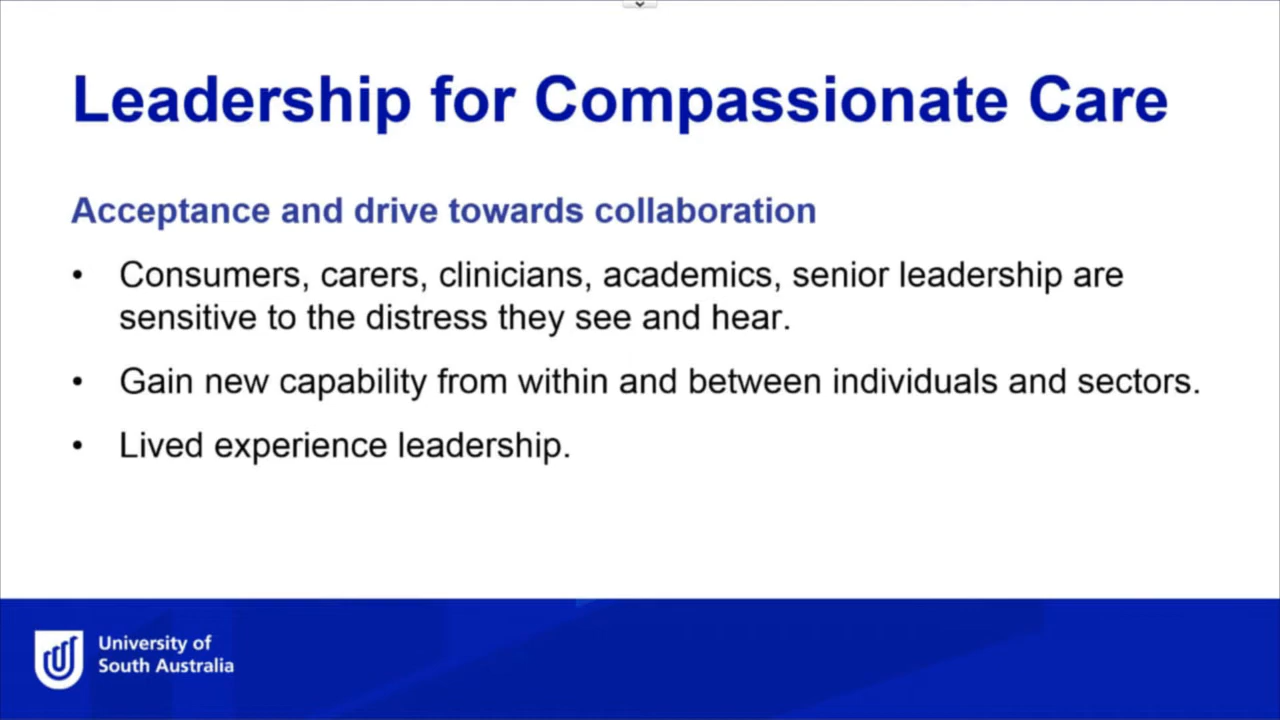 Leadership for Compassionate Care
Acceptance and drive towards collaboration
• Consumers, carers, clinicians, academics, senior leadership are
sensitive to the distress they see and hear.
• Gain new capability from within and between individuals and sectors.
• Lived experience leadership.
University of
South Australia